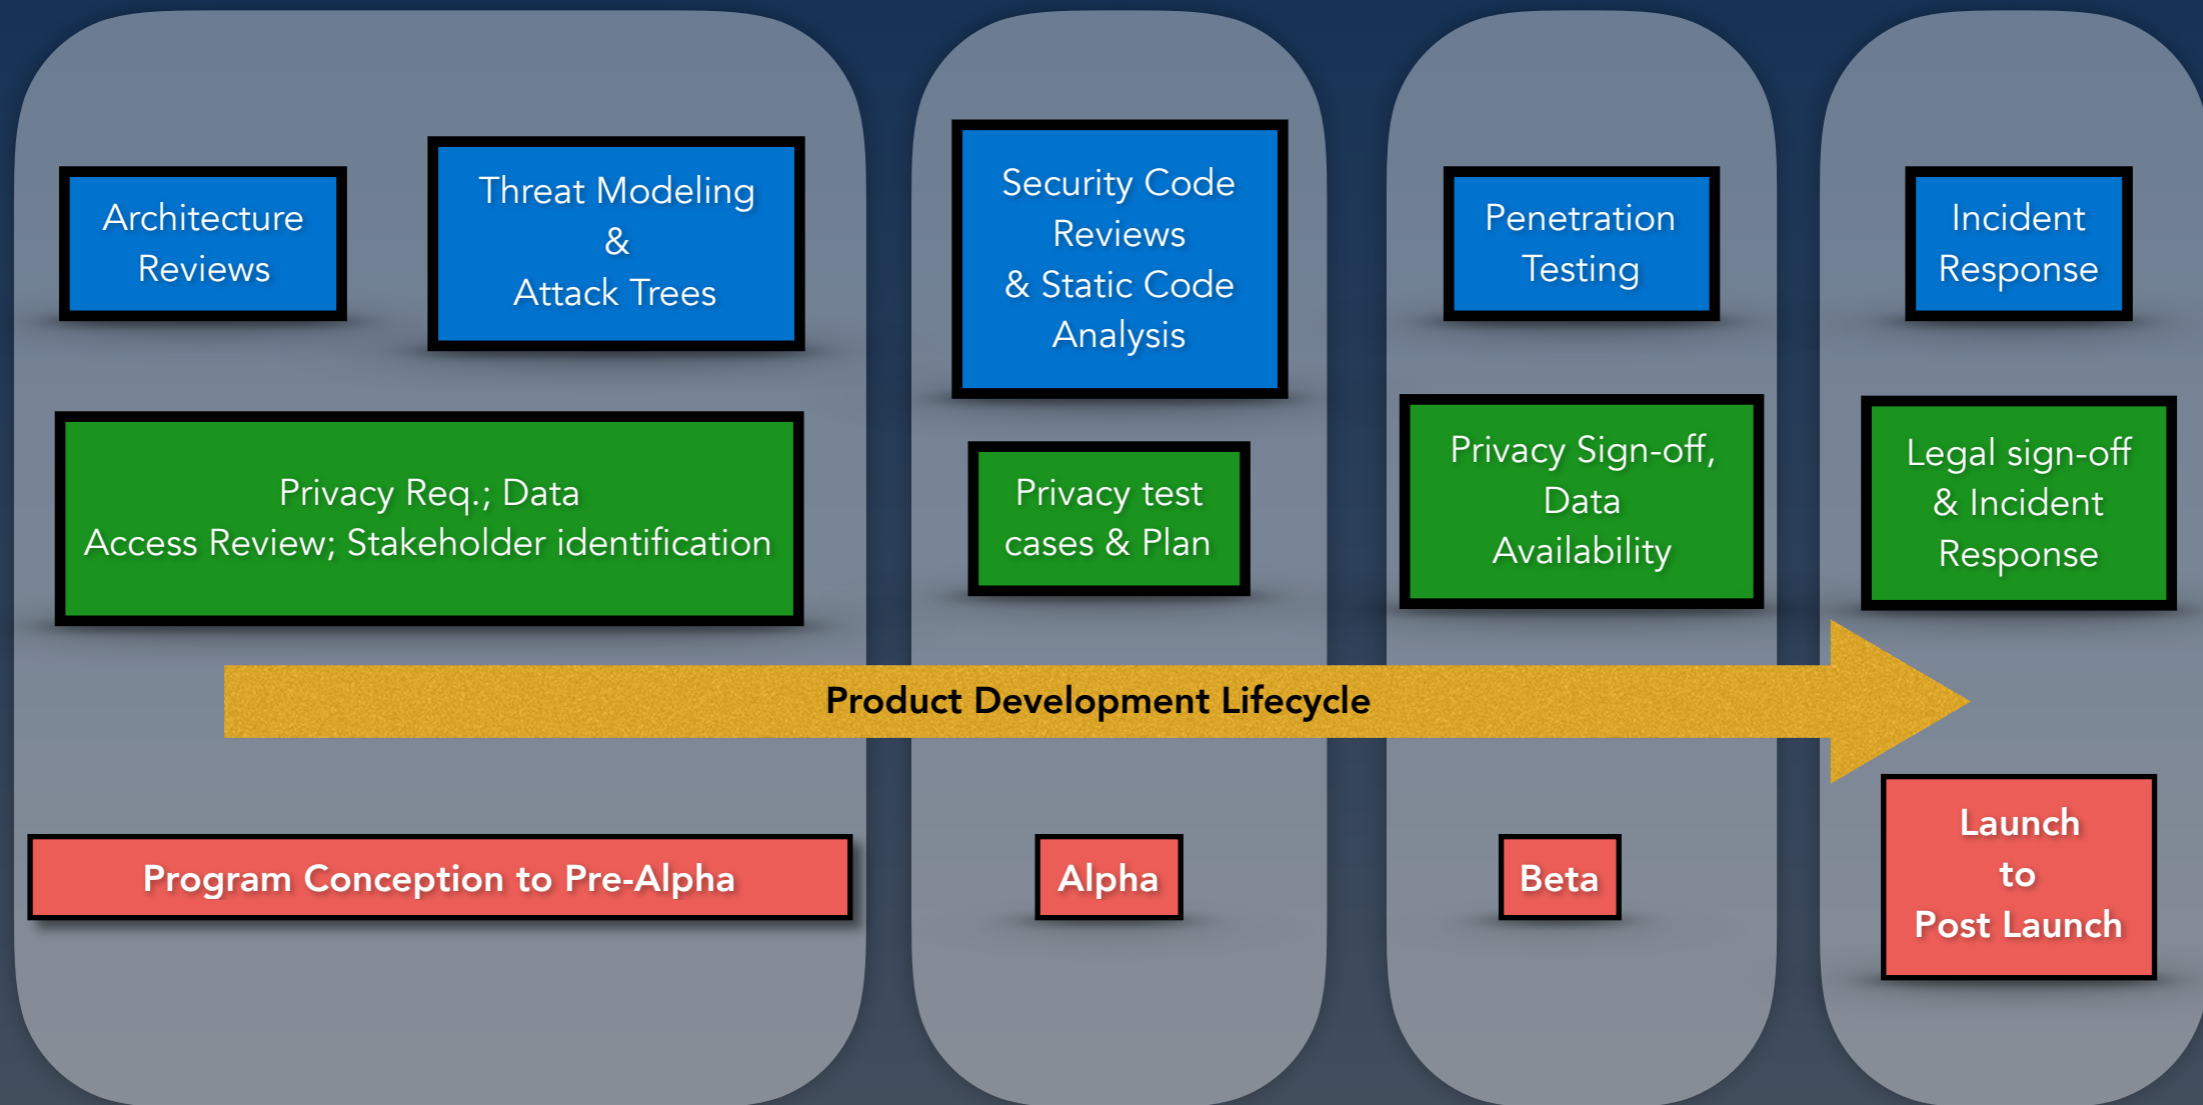 Architecture
Reviews
Threat Modeling
&
Attack Trees
Security Code
Reviews
& Static Code
Analysis
Penetration
Testing
Incident
Response
Privacy Req.; Data
Access Review; Stakeholder identification
Privacy test
cases & Plan
Privacy Sign-off,
Data
Availability
Legal sign-off
& Incident
Response
Product Development Lifecycle
Program Conception to Pre-Alpha
Alpha
Beta
Launch
to
Post Launch